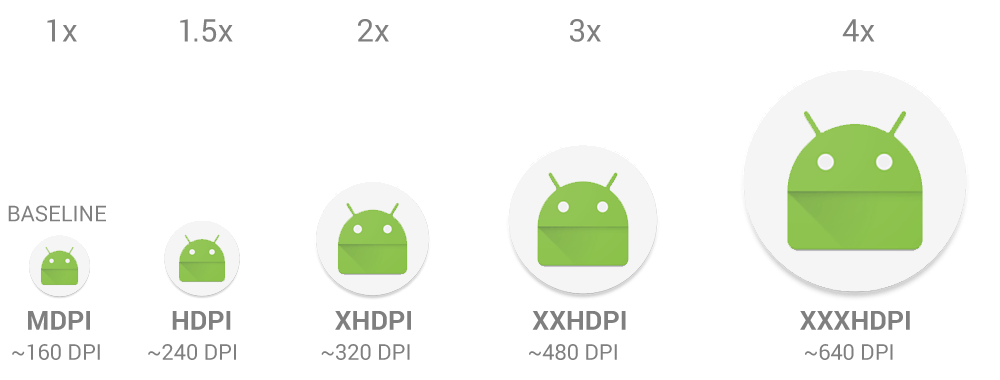 1x 1.5x 2x 3x 4x
BASELINE
MDPI HDPI XHDPI XXHDPI XXXHDPI
~160 DPI ~240 DPI ~320 DPI ~480 DPI ~640 DPI